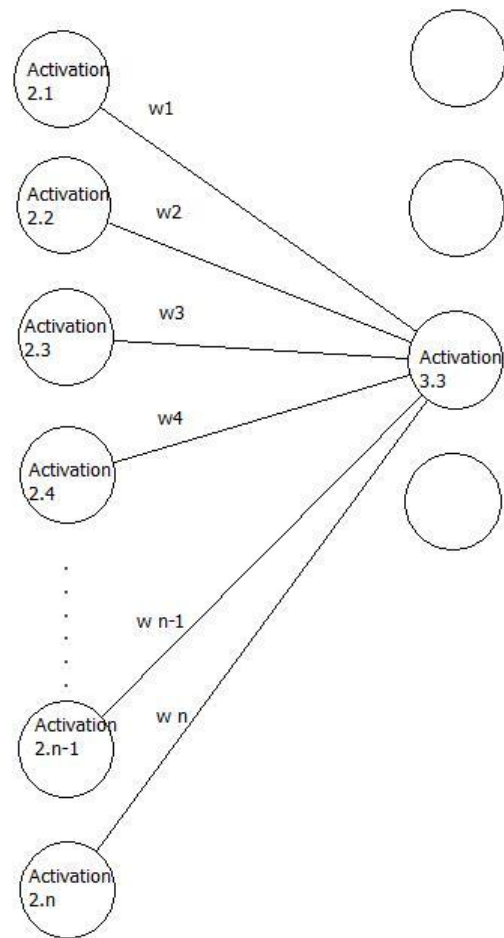 Activation
2.1
w1
Activation
2.2
w2
Activation
2.3
w3
Activation
3.3
w4
Activation
2.4
w n-1
w n
Activation
2.n-1
Activation
2.n